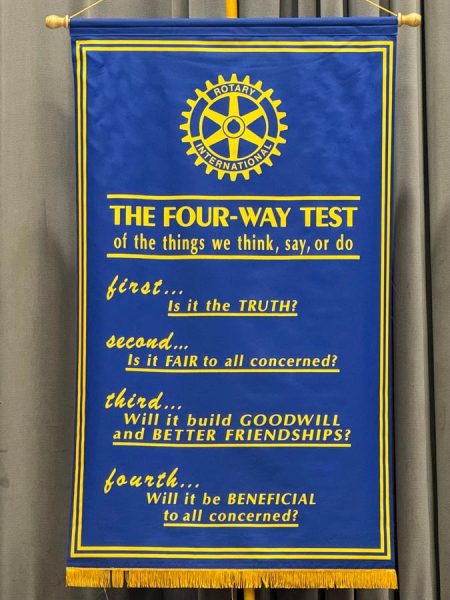 ROTARY
INTERNATIONAL
THE FOUR-WAY TEST
of the things we think, say, or do
first...
Is it the TRUTH?
second...
Is it FAIR to all concerned?
third...
Will it build GOODWILL
and BETTER FRIENDSHIPS?
fourth...
Will it be BENEFICIAL
to all concerned?